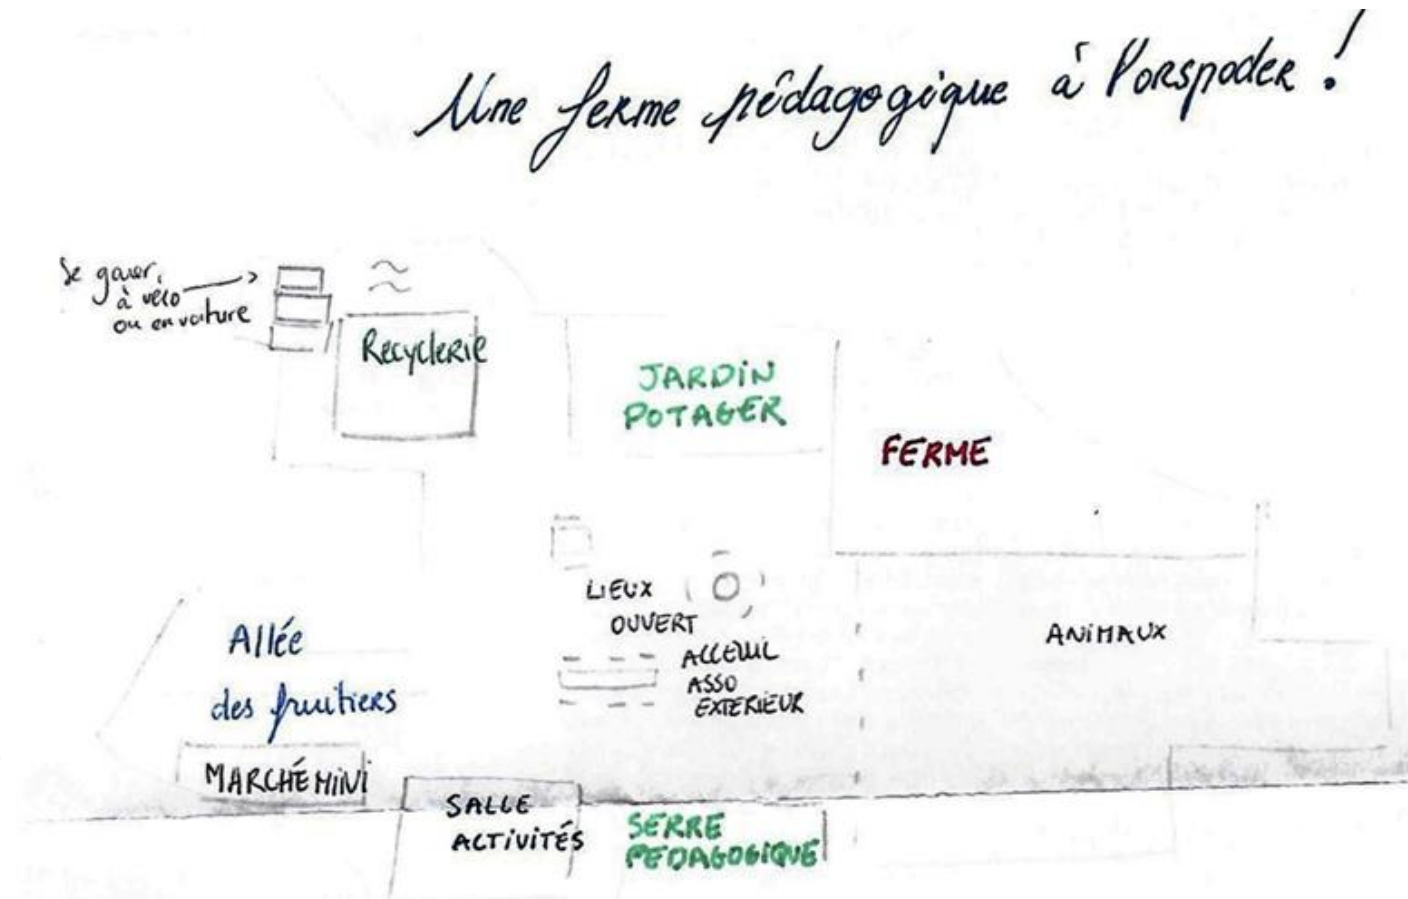 Une ferme pédagogique à Porspoder !
Se garer,
à vélo
ou en voiture
Recyclerie
JARDiN
POTAGER
FERME
LiEUX
OUVERT
ACCEUIL
ASSO
EXTERIEUR
ANiMAUX
Allée
des fruitiers
MARCHÉ MiNi
SALLE
ACTiViTÉS
SERRE
PEDAGOGiQUE